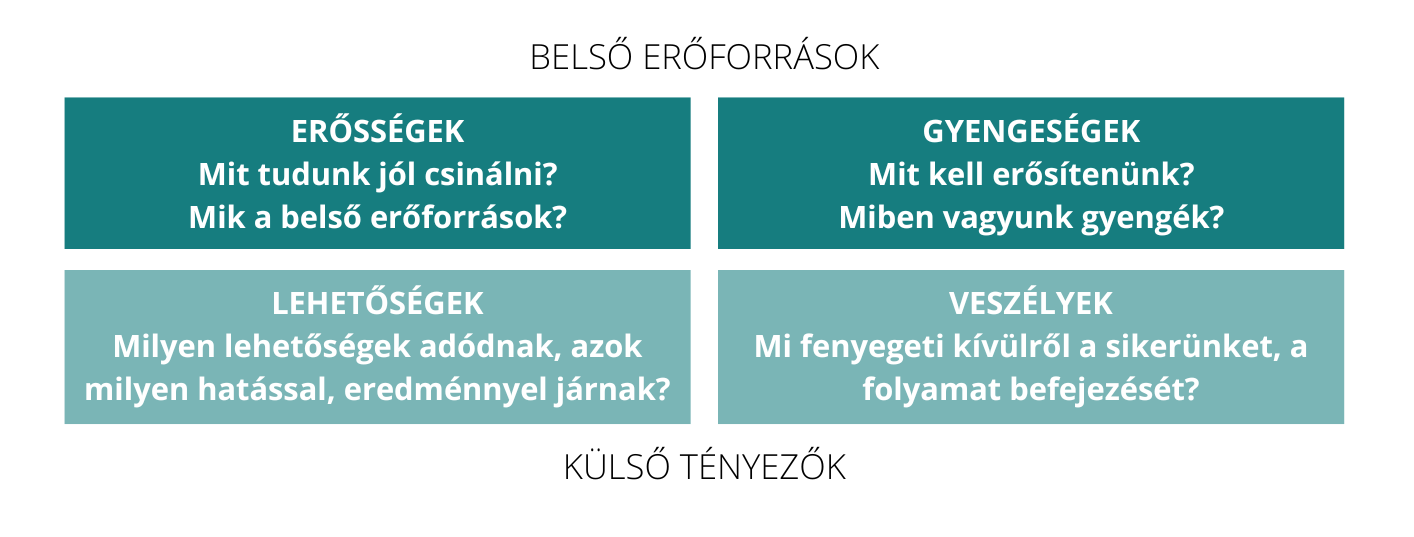 BELSŐ ERŐFORRÁSOK
ERŐSSÉGEK
Mit tudunk jól csinálni?
Mik a belső erőforrások?
GYENGESÉGEK
Mit kell erősítenünk?
Miben vagyunk gyengék?
LEHETŐSÉGEK
Milyen lehetőségek adódnak, azok
milyen hatással, eredménnyel járnak?
VESZÉLYEK
Mi fenyegeti kívülről a sikerünket, a
folyamat befejezését?
KÜLSŐ TÉNYEZŐK